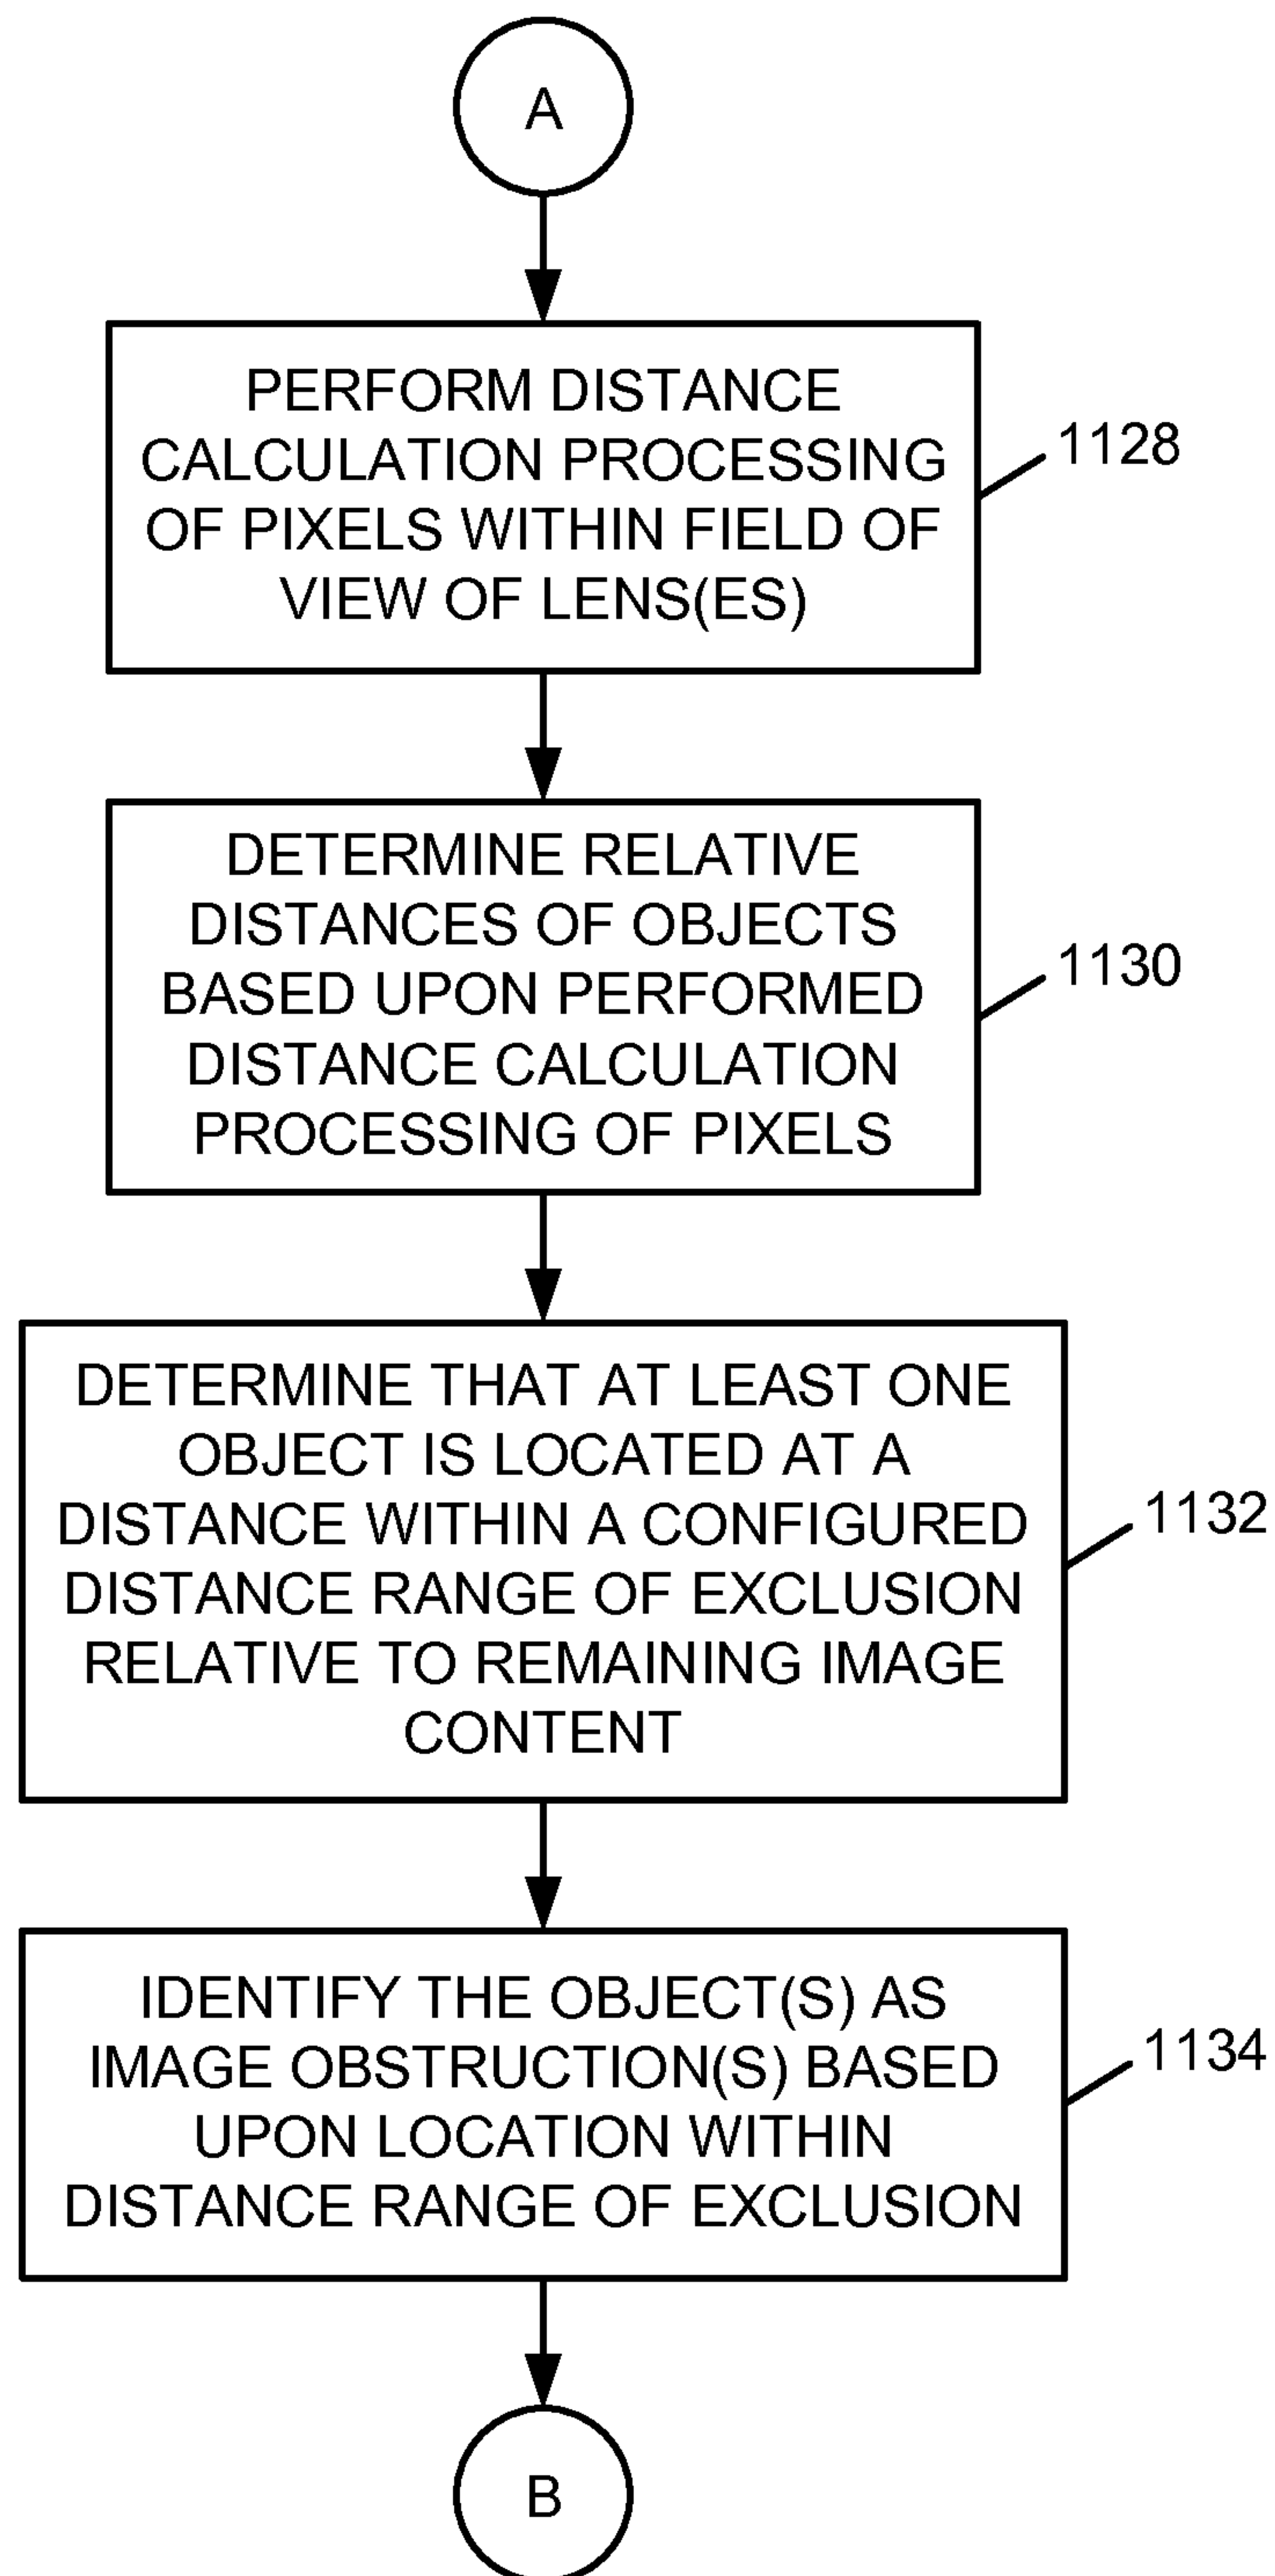 A
PERFORM DISTANCE
CALCULATION PROCESSING
OF PIXELS WITHIN FIELD OF
VIEW OF LENS(ES)
1128
DETERMINE RELATIVE
DISTANCES OF OBJECTS
BASED UPON PERFORMED
DISTANCE CALCULATION
PROCESSING OF PIXELS
1130
DETERMINE THAT AT LEAST ONE
OBJECT IS LOCATED AT A
DISTANCE WITHIN A CONFIGURED
DISTANCE RANGE OF EXCLUSION
RELATIVE TO REMAINING IMAGE
CONTENT
1132
IDENTIFY THE OBJECT(S) AS
IMAGE OBSTRUCTION(S) BASED
UPON LOCATION WITHIN
DISTANCE RANGE OF EXCLUSION
1134
B